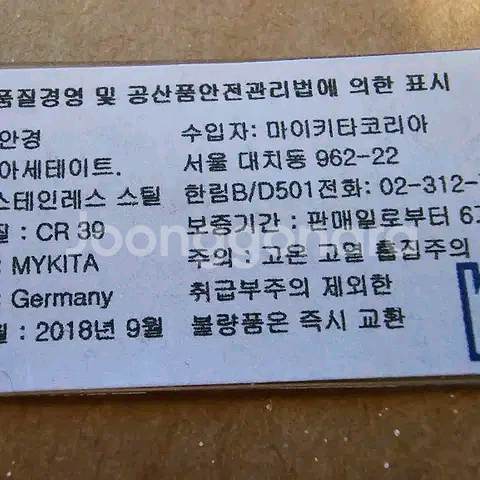 품질경영 및 공산품안전관리법에 의한 표시
안경
아세테이트.
스테인레스 스틸
질 : CR 39
: MYKITA
: Germany
: 2018년 9월
수입자: 마이키타코리아
서울 대치동 962-22
한림B/D501전화: 02-312-
보증기간 : 판매일로부터 6
주의 : 고온 고열 흡집주의
취급부주의 제외한
불량품은 즉시 교환
Joonggonara